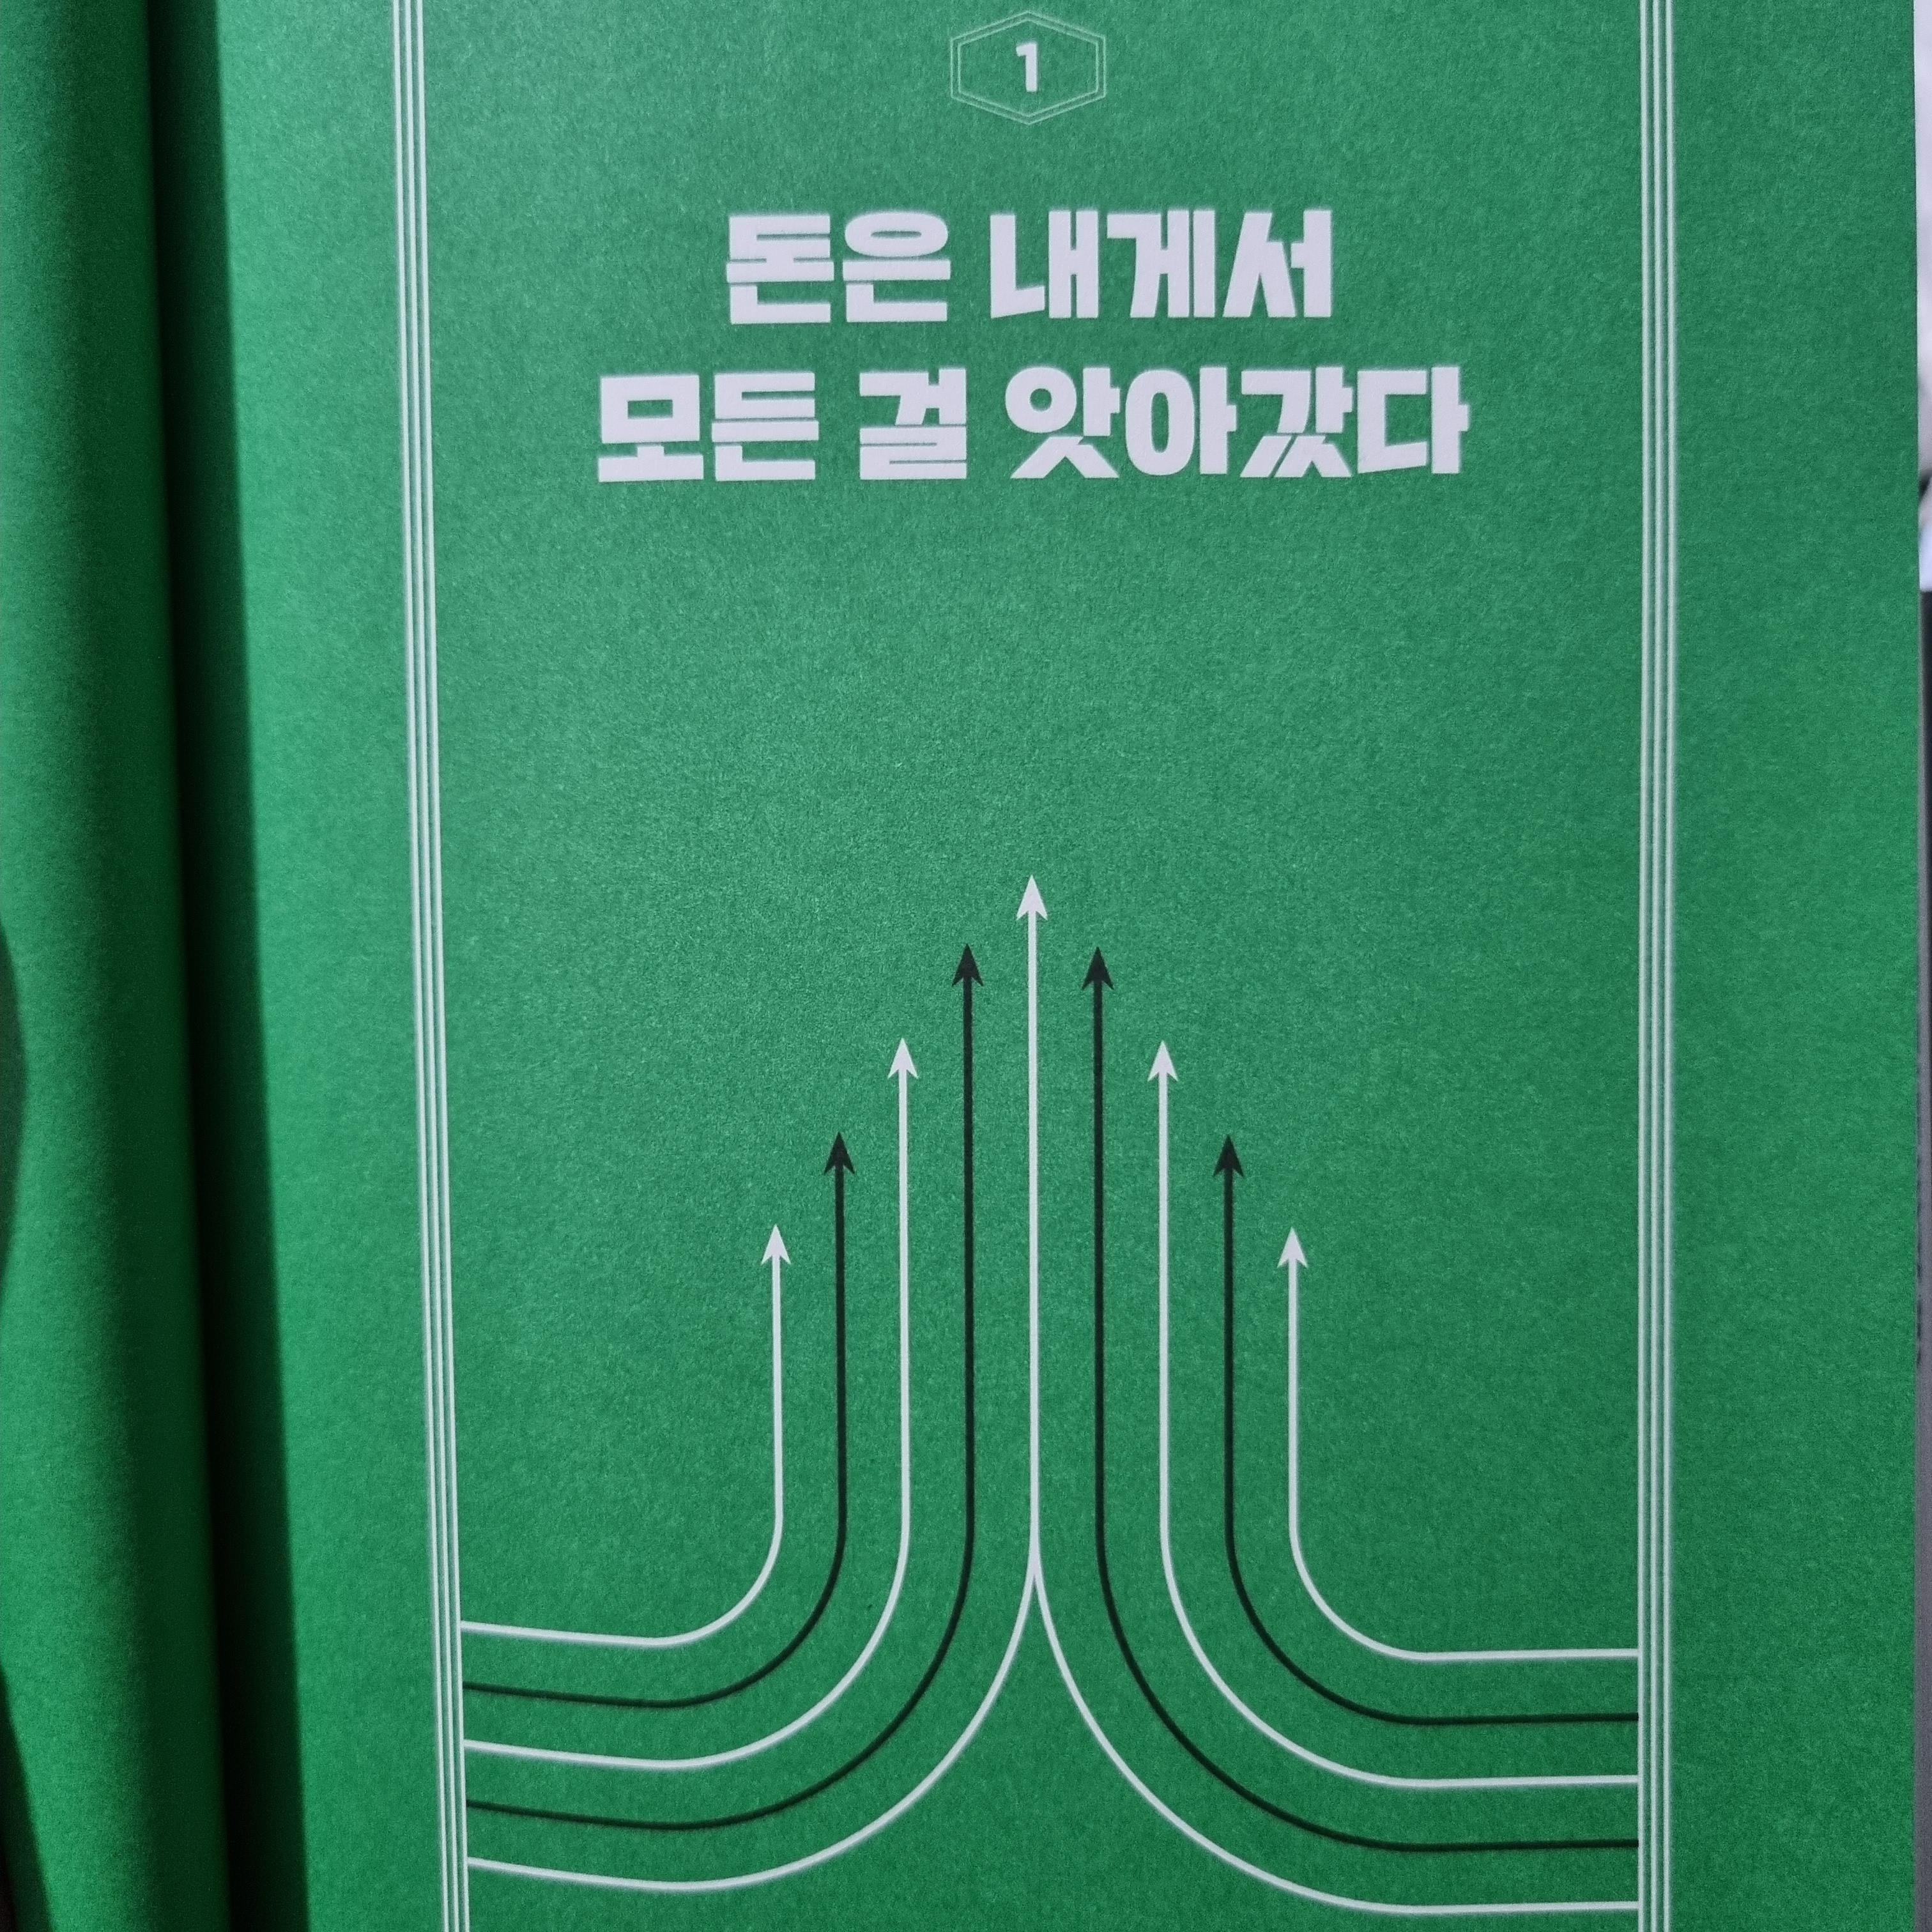 1
돈은 내게서
모든 걸 앗아갔다